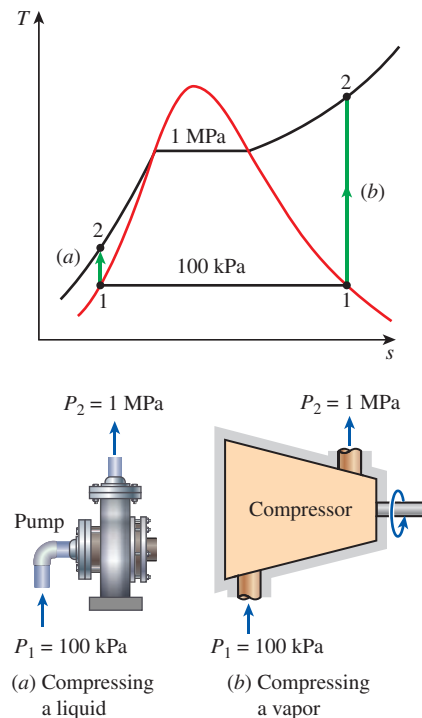 T
2
1 MPa
2
(a)
(b)
100 kPa
1
1
s
P₂ = 1 MPa
Pump
P₁ = 100 kPa
(a) Compressing
a liquid
P₂ = 1 MPa
Compressor
P₁ = 100 kPa
(b) Compressing
a vapor